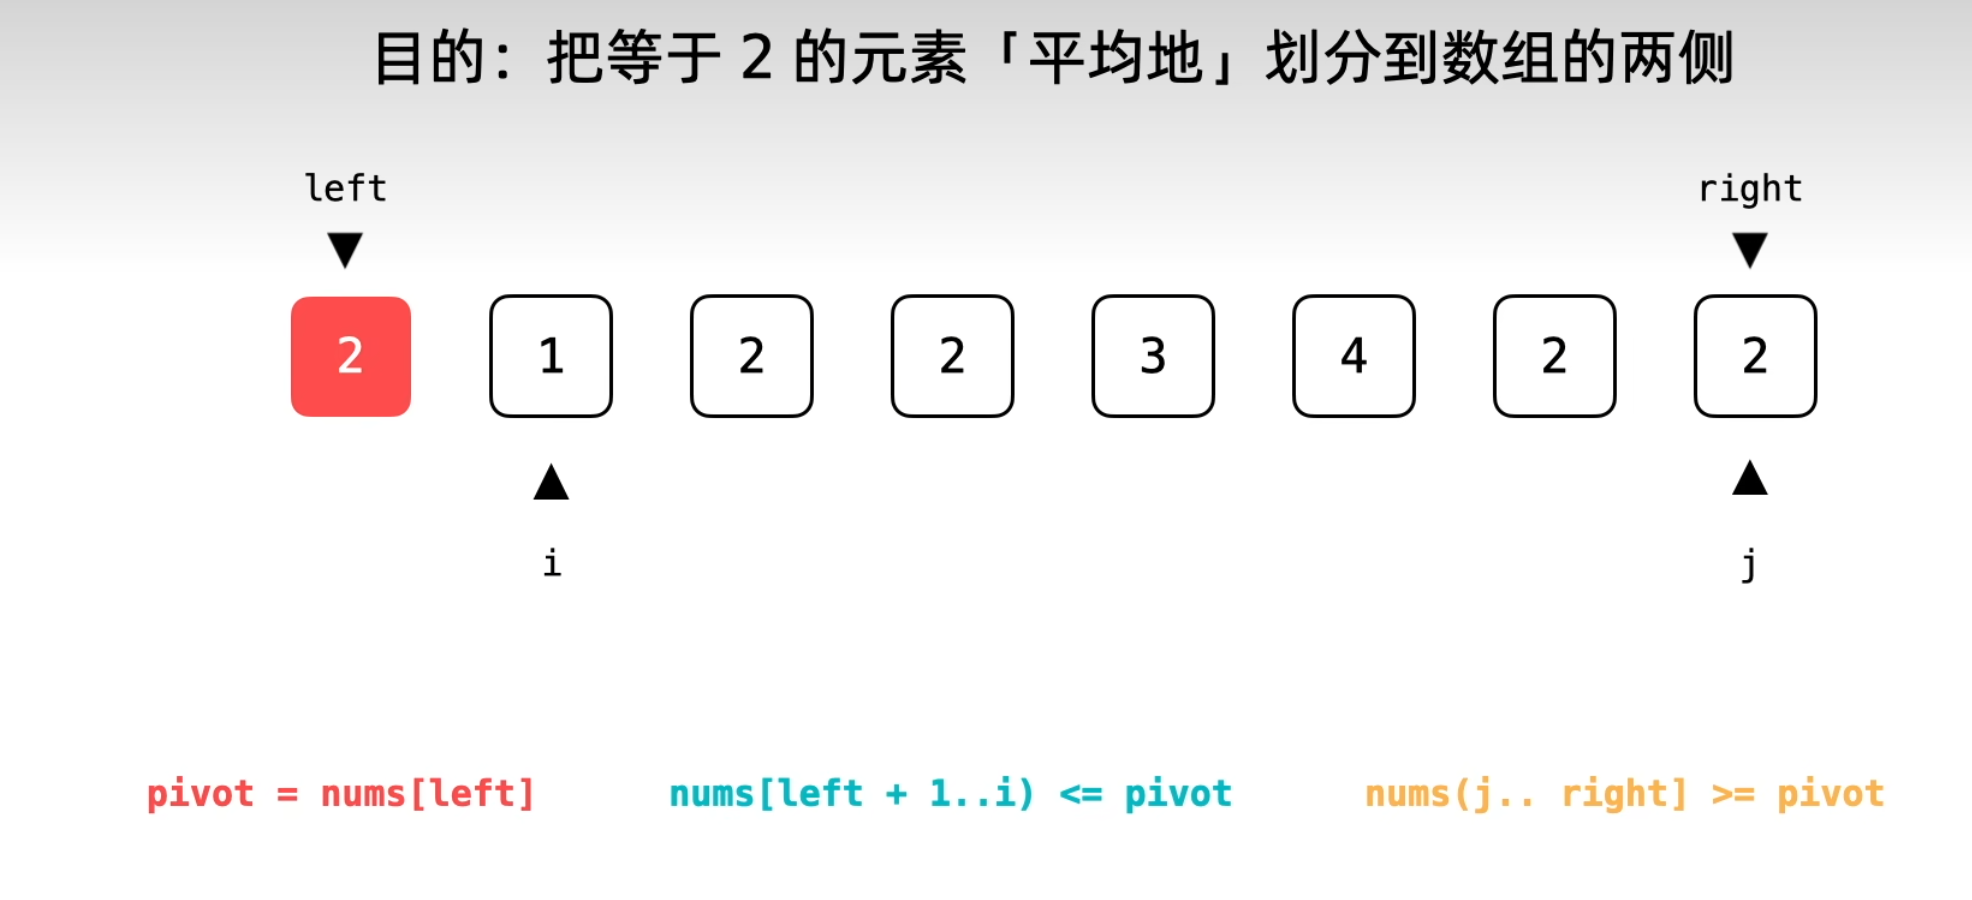 目的：把等于 2 的元素「平均地」划分到数组的两侧
left right
2 1 2 2 3 4 2 2
i j
pivot = nums[left] nums[left + 1..i) <= pivot nums(j.. right] >= pivot